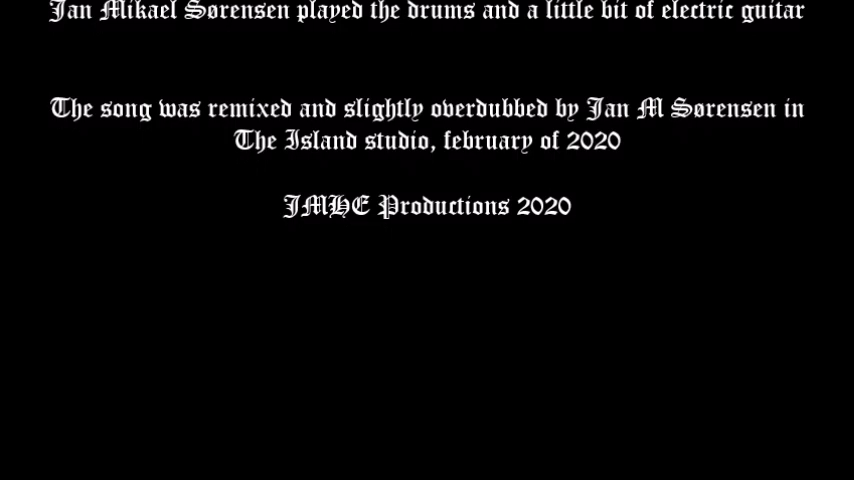 Jan Mikael Sørensen played the drums and a little bit of electric guitar
The song was remixed and slightly overdubbed by Jan M Sørensen in
The Island studio, february of 2020
JMHE Productions 2020